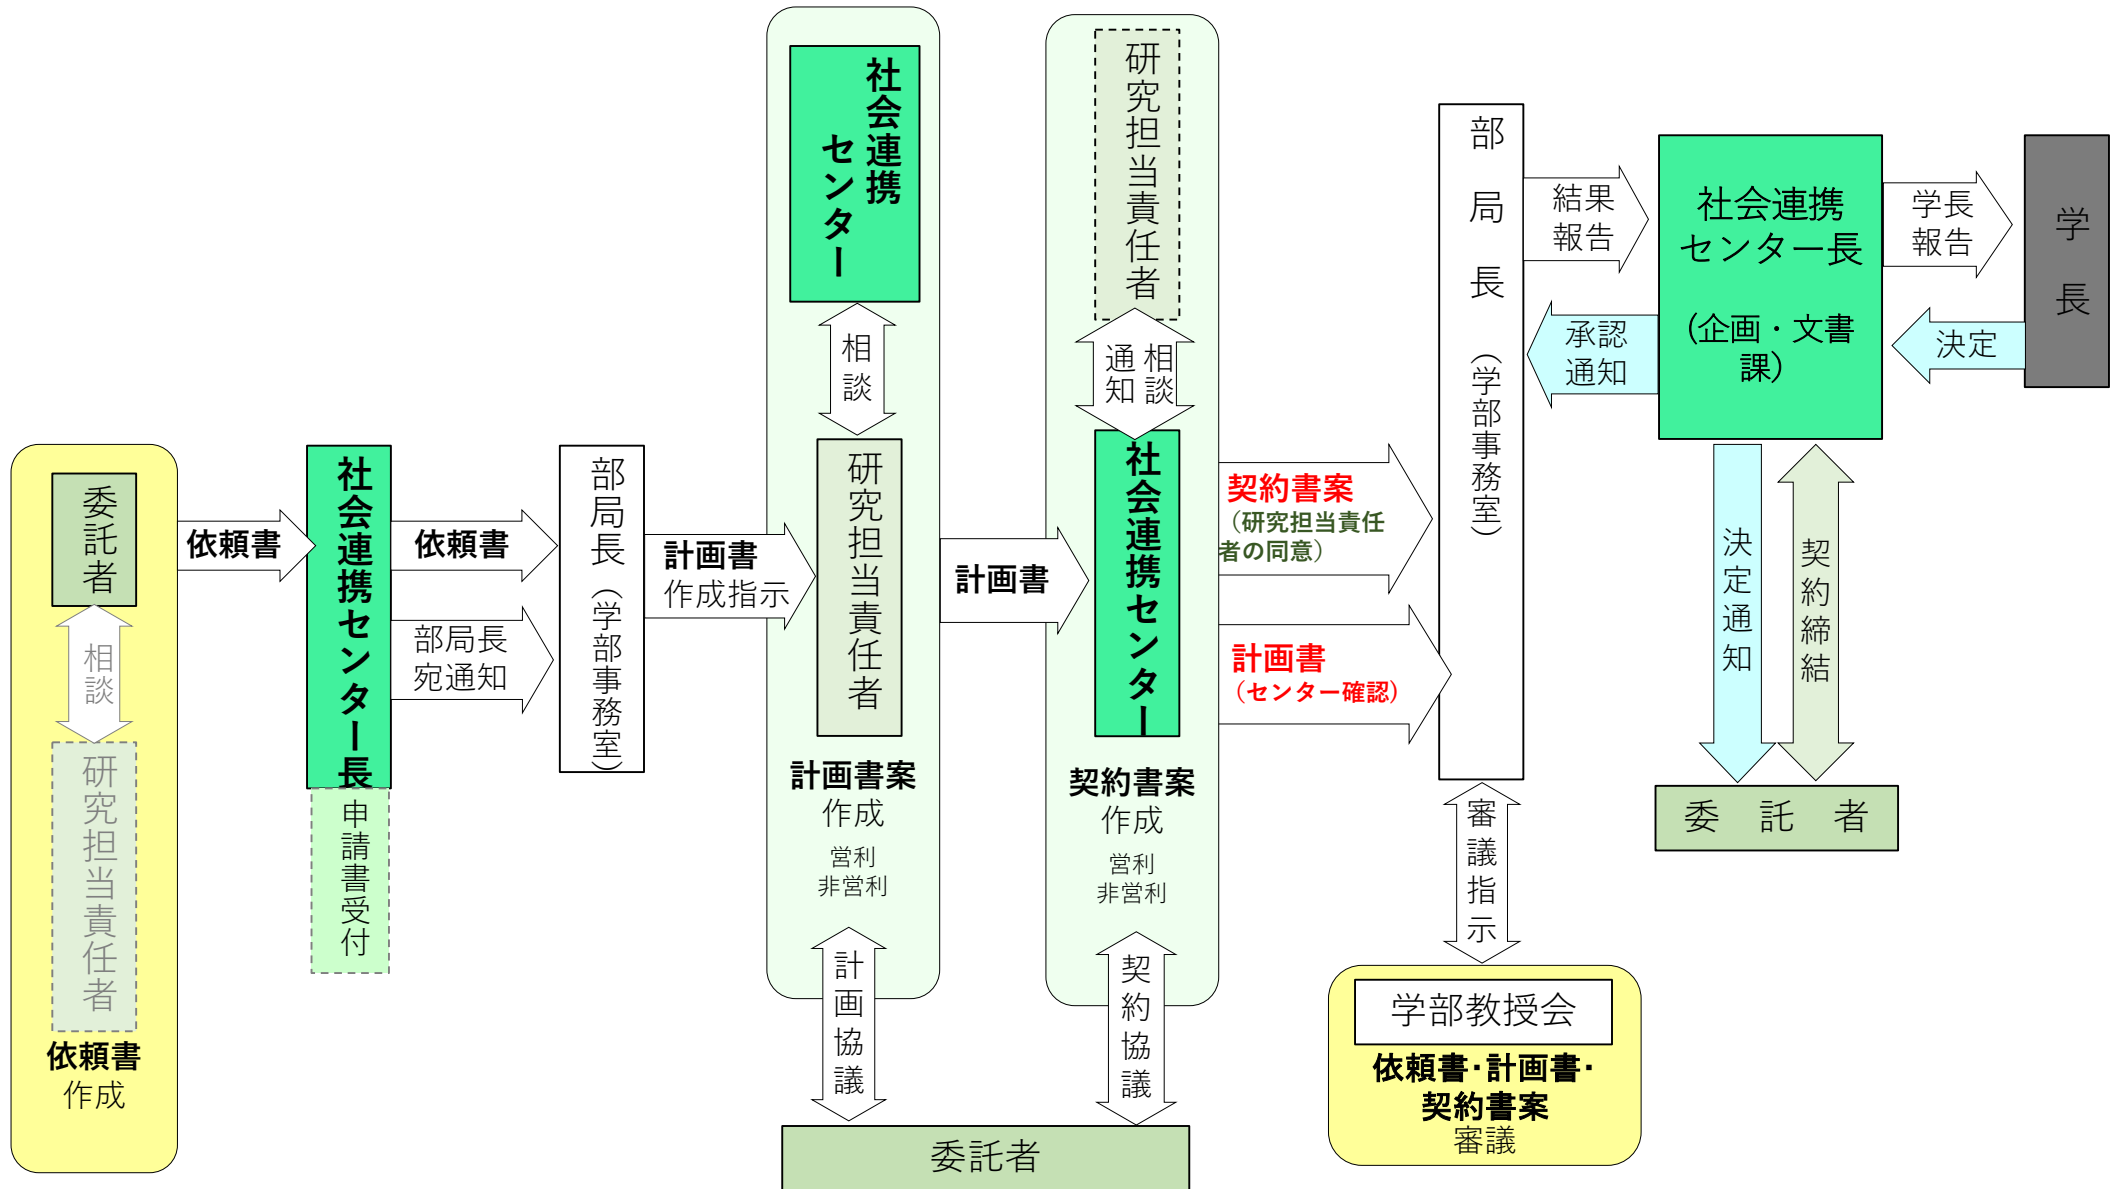 委託者
相談
研究担当責任者
依頼書
作成
依頼書
社会連携センター長
申請書受付
依頼書
部局長
宛通知
部局長（学部事務室）
計画書
作成指示
社会連携
センター
相談
研究担当責任者
計画書案
作成
営利
非営利
計画協議
計画書
研究担当責任者
相談
通知
社会連携センター
契約書案
作成
営利
非営利
契約協議
委託者
契約書案
（研究担当責任
者の同意）
計画書
（センター確認）
部局長（学部事務室）
審議指示
学部教授会
依頼書･計画書･
契約書案
審議
結果
報告
承認
通知
社会連携
センター長
（企画・文書
課）
学長
報告
決定
学長
決定通知
契約締結
委託者